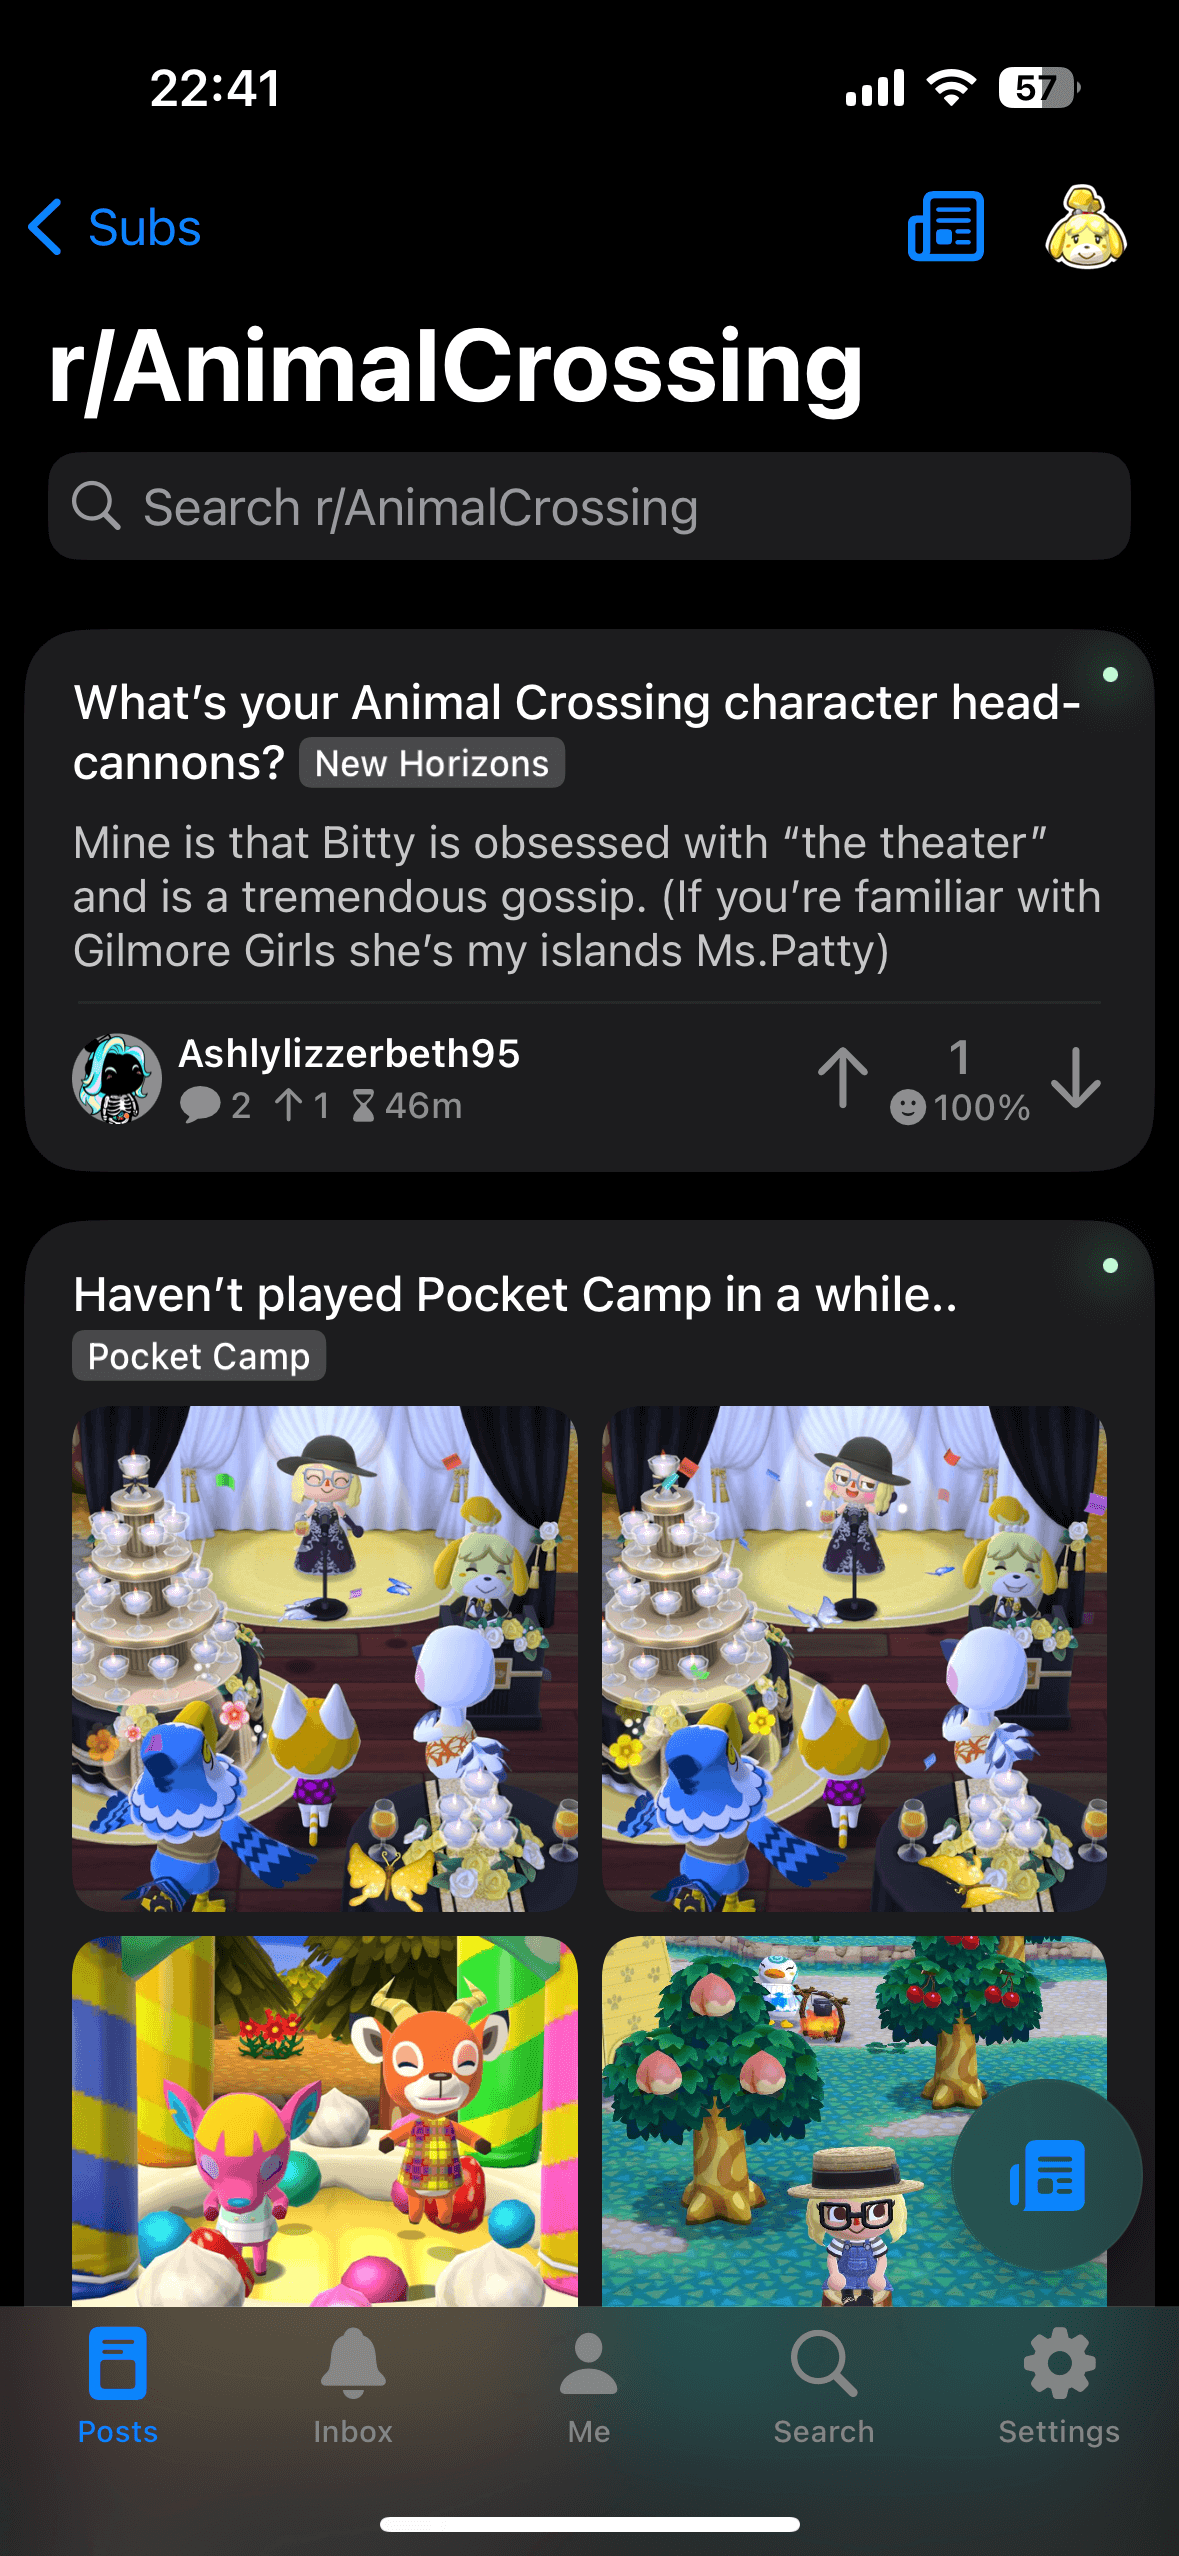 22:41
57
Subs
r/AnimalCrossing
Search r/AnimalCrossing
What’s your Animal Crossing character head-
cannons? New Horizons
Mine is that Bitty is obsessed with “the theater”
and is a tremendous gossip. (If you’re familiar with
Gilmore Girls she’s my islands Ms.Patty)
Ashlylizzerbeth95
2 1 46m
1
100%
Haven’t played Pocket Camp in a while..
Pocket Camp
Posts
Inbox
Me
Search
Settings